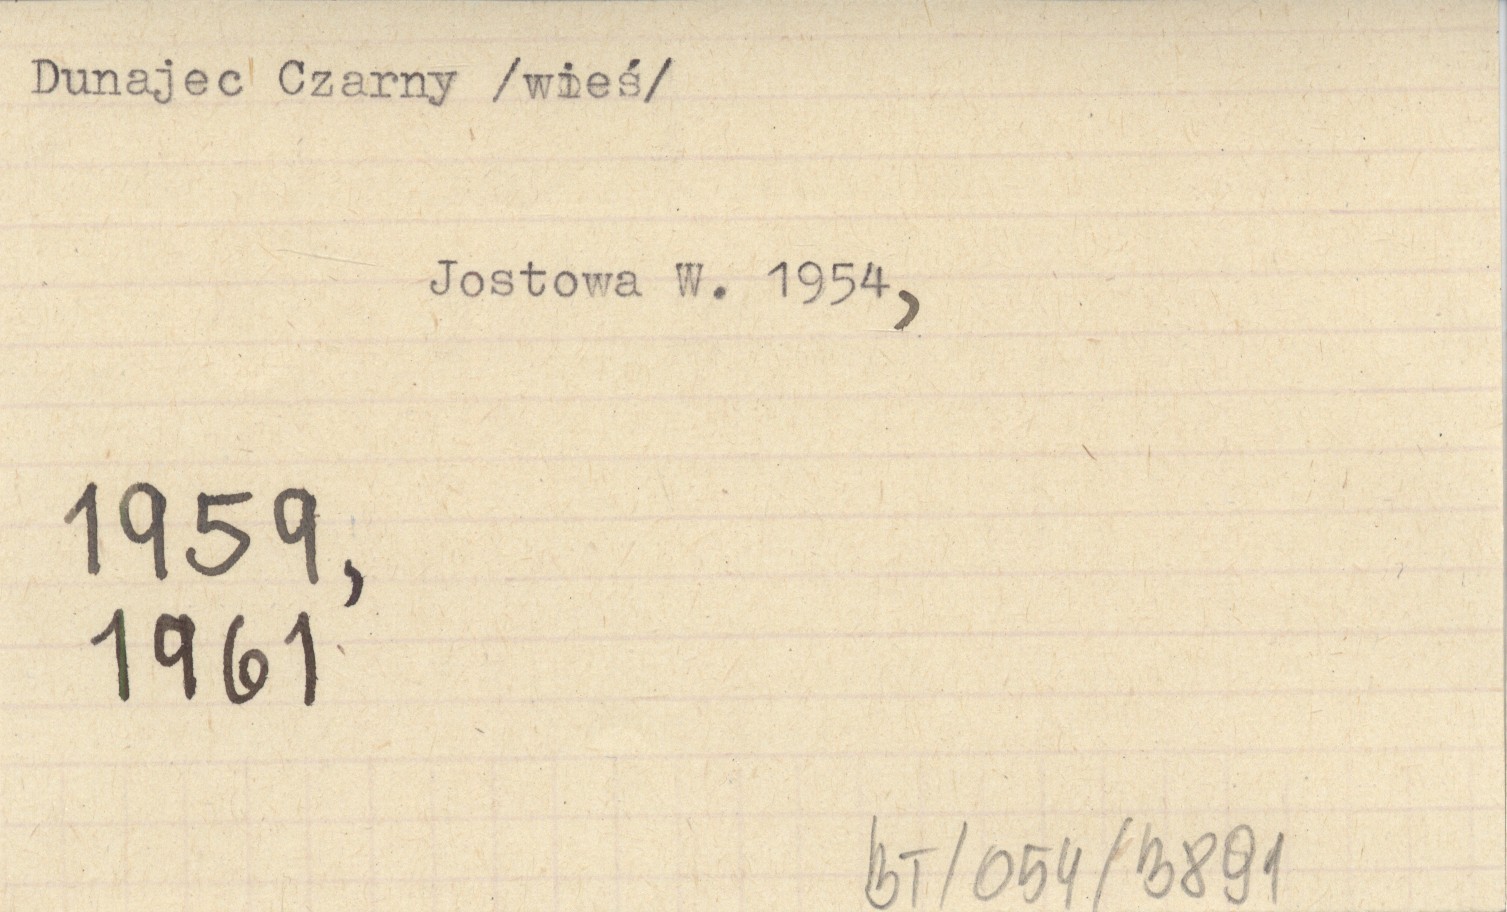 Dunajec Czarny /wieś/
Jostowa W. 1954,
1959,
1961
BT/054/3891